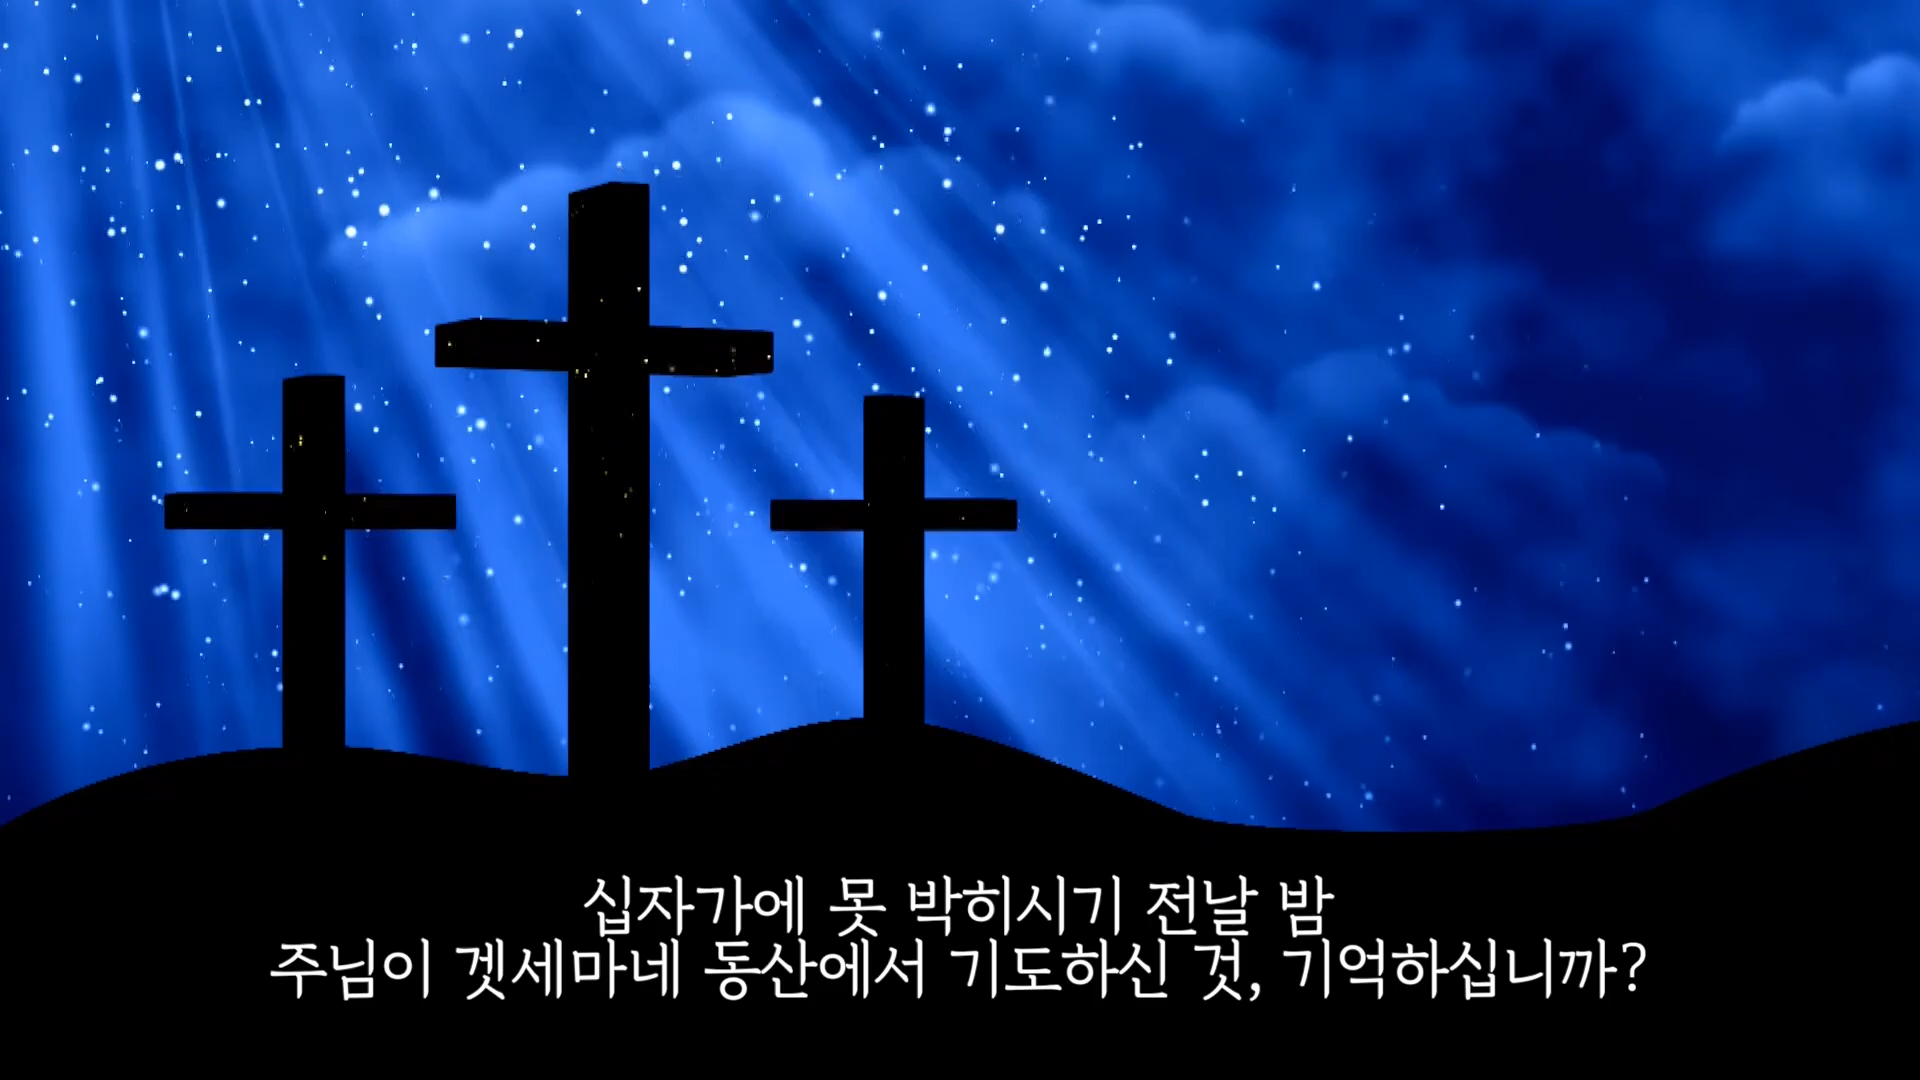 십자가에 못 박히시기 전날 밤
주님이 겟세마네 동산에서 기도하신 것, 기억하십니까?